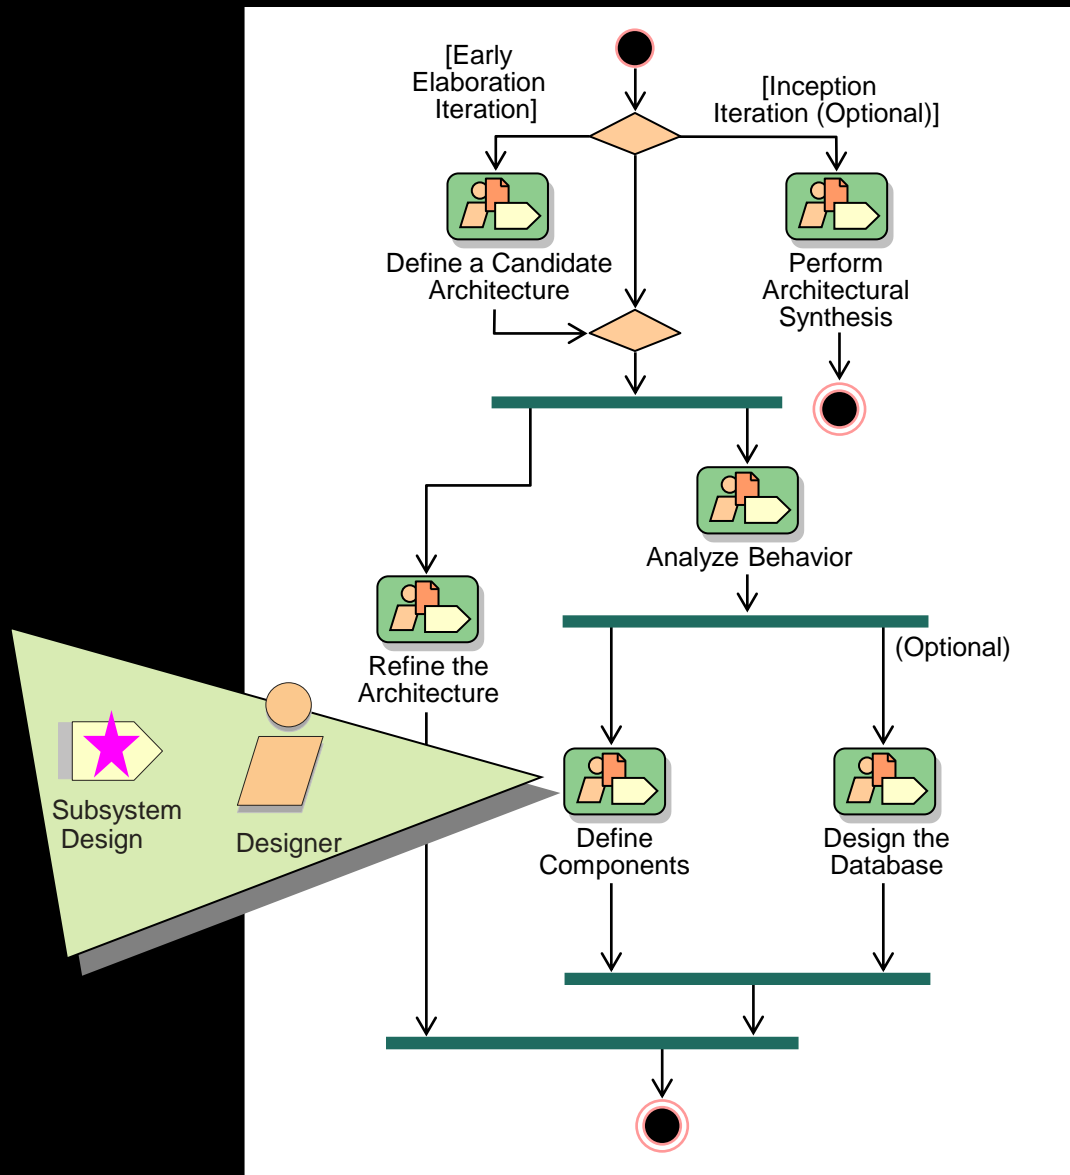 [Early
Elaboration
Iteration]
[Inception
Iteration (Optional)]
Define a Candidate
Architecture
Perform
Architectural
Synthesis
Analyze Behavior
(Optional)
Refine the
Architecture
Subsystem
Design
Designer
Define
Components
Design the
Database